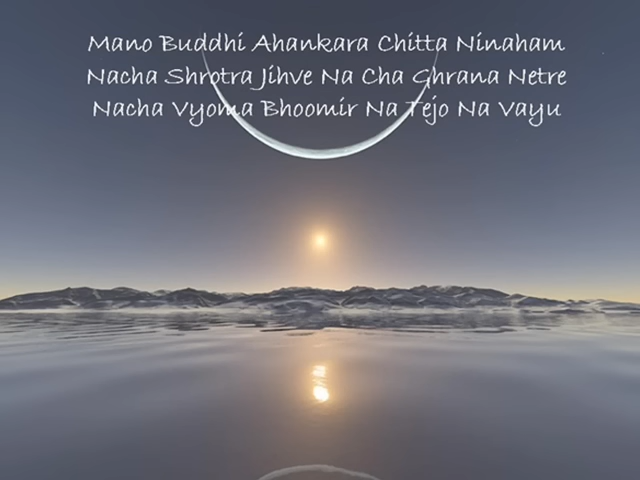 Mano Buddhi Ahankara Chitta Ninaham
Nacha Shrotra Jihve Na Cha Ghrana Netre
Nacha Vyoma Bhoomir Na Tejo Na Vayu